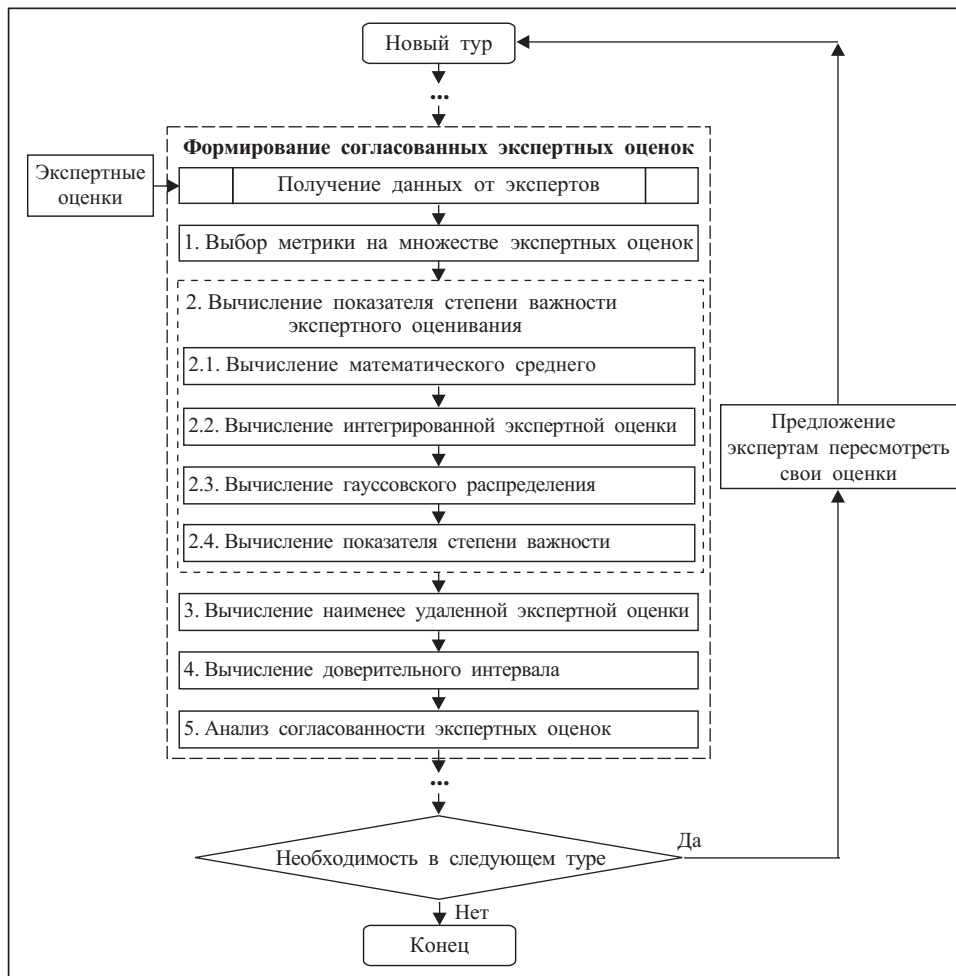 Новый тур
...
Формирование согласованных экспертных оценок
Экспертные
оценки
Получение данных от экспертов
1. Выбор метрики на множестве экспертных оценок
2. Вычисление показателя степени важности
экспертного оценивания
2.1. Вычисление математического среднего
2.2. Вычисление интегрированной экспертной оценки
2.3. Вычисление гауссовского распределения
2.4. Вычисление показателя степени важности
Предложение
экспертам пересмотреть
свои оценки
3. Вычисление наименее удаленной экспертной оценки
4. Вычисление доверительного интервала
5. Анализ согласованности экспертных оценок
...
Необходимость в следующем туре
Да
Нет
Конец